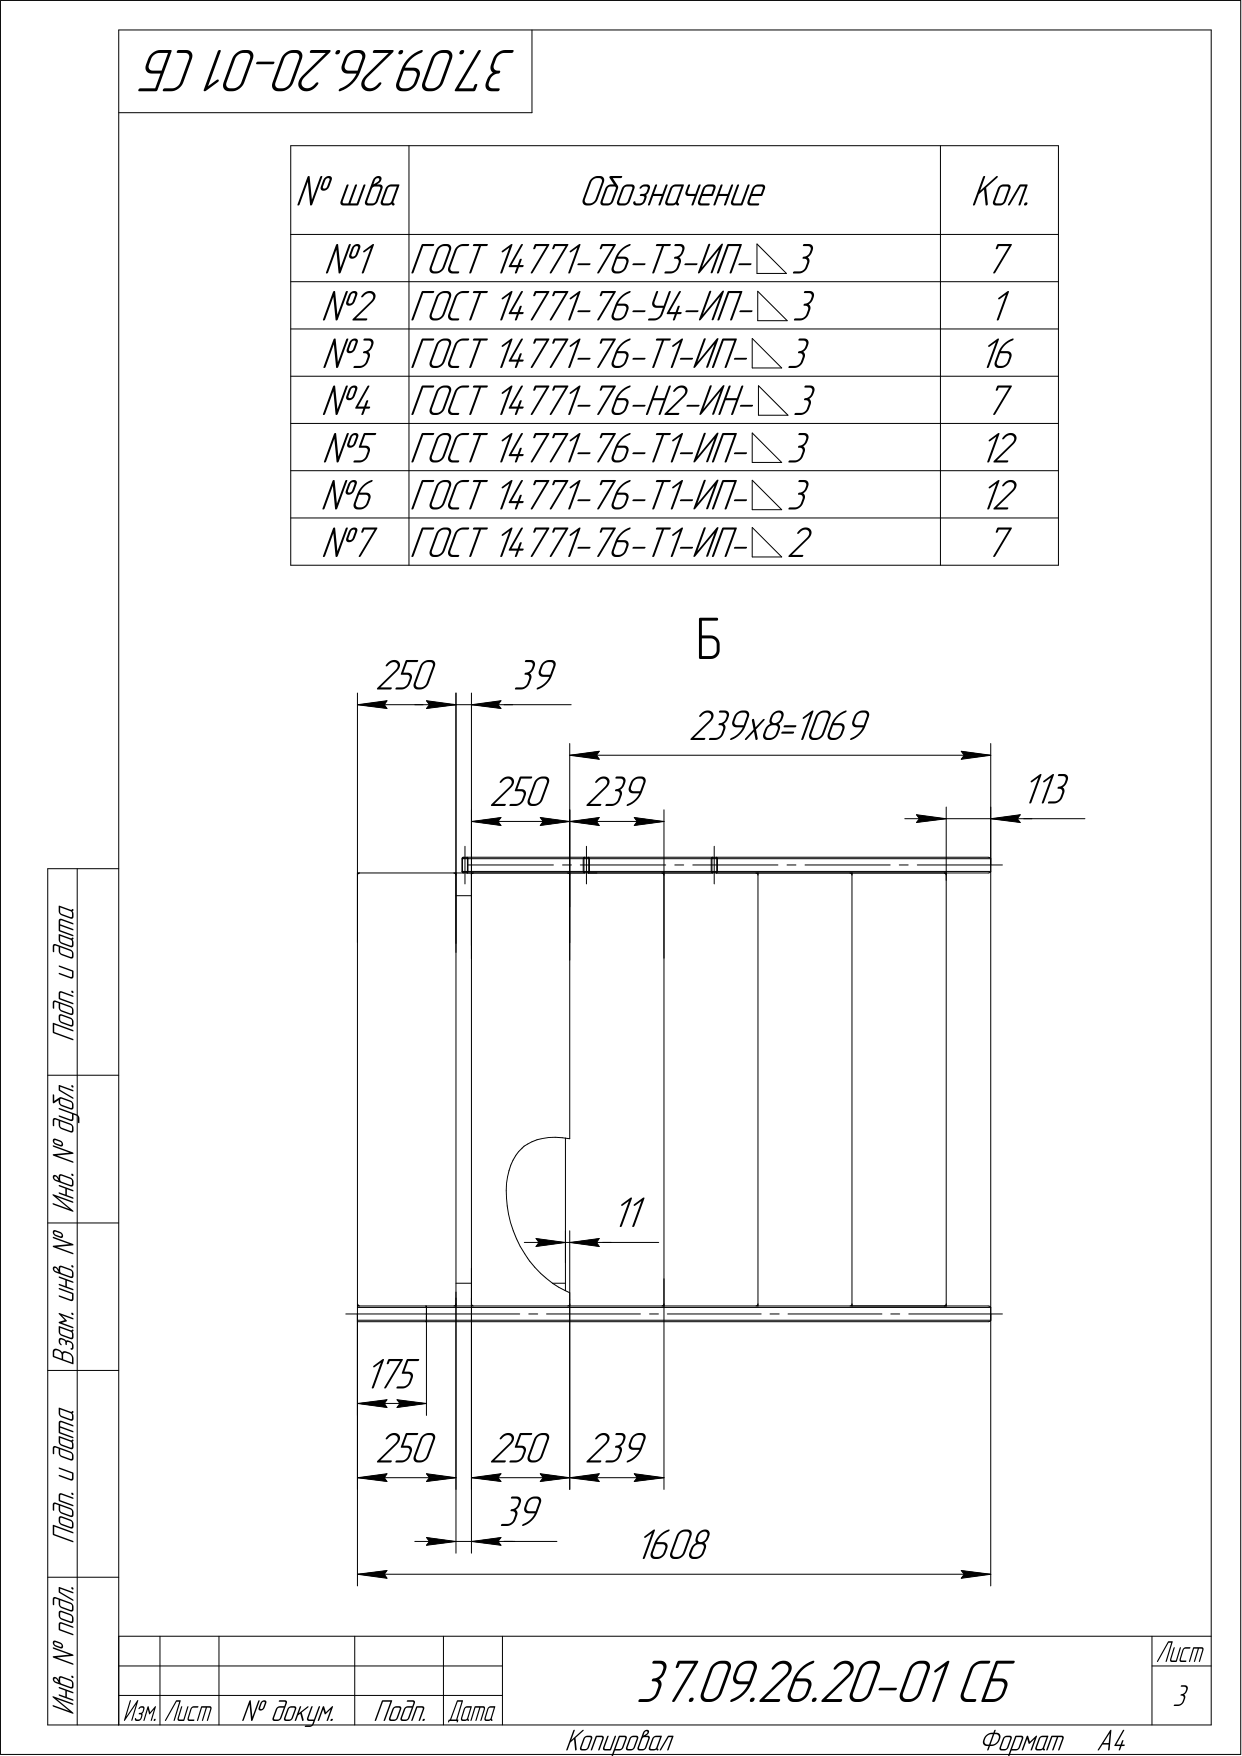 37.09.26.20-01 СБ
№ шва Обозначение Кол.
№1 ГОСТ 14771-76-Т3-ИП-◺ 3 7
№2 ГОСТ 14771-76-У4-ИП-◺ 3 1
№3 ГОСТ 14771-76-Т1-ИП-◺ 3 16
№4 ГОСТ 14771-76-Н2-ИН-◺ 3 7
№5 ГОСТ 14771-76-Т1-ИП-◺ 3 12
№6 ГОСТ 14771-76-Т1-ИП-◺ 3 12
№7 ГОСТ 14771-76-Т1-ИП-◺ 2 7
Б
250 39
239х8=1069
250 239 113
11
175
250 250 239
39
1608
Подп. и дата
Инв. № дубл.
Взам. инв. №
Подп. и дата
Инв. № подл.
Изм. Лист № докум. Подп. Дата
37.09.26.20-01 СБ
Лист
3
Копировал Формат А4